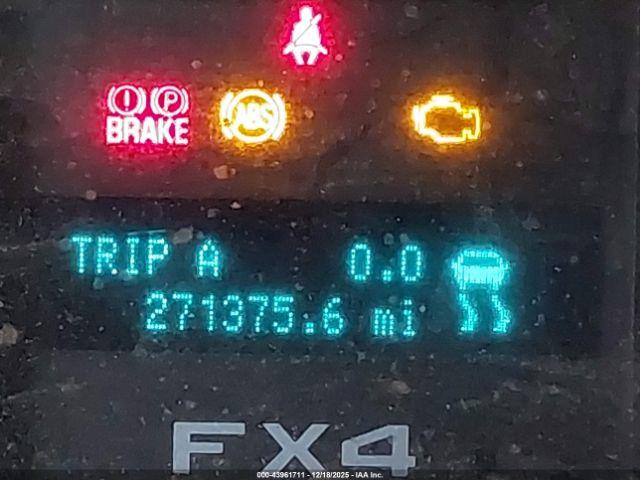 (!) (P)
BRAKE ABS
TRIP A 0.0
271375.6 mi
FX4
000-43961711 - 12/18/2025 - IAA Inc.